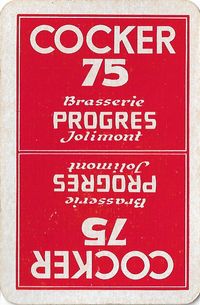 COCKER
75
Brasserie
PROGRES
Jolimont
Jolimont
PROGRES
Brasserie
75
COCKER